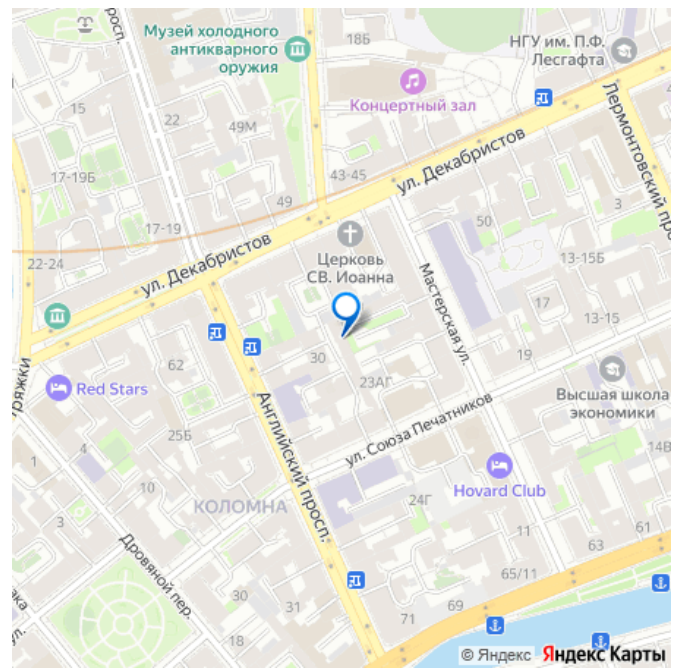 просп.
Музей холодного
антикварного
оружия
18Б
НГУ им. П.Ф.
Лесгафта
Концертный зал
15
22
49М
Лермонтовский про
4
17-19Б
49
43-45
ул. Декабристов
3
17-19
50
Церковь
СВ. Иоанна
13-15Б
22-24
ул. Декабристов
Мастерская ул.
17
13-15
30
19
62
23АГ
Red Stars
Высшая школа
экономики
Английский просп.
ул. Союза Печатников
25Б
4
1
14В
10
Hovard Club
КОЛОМНА
24Г
3
11
61
63
Дровяной пер.
65/11
30
31
69
71
ул.
18
© Яндекс Яндекс Карты